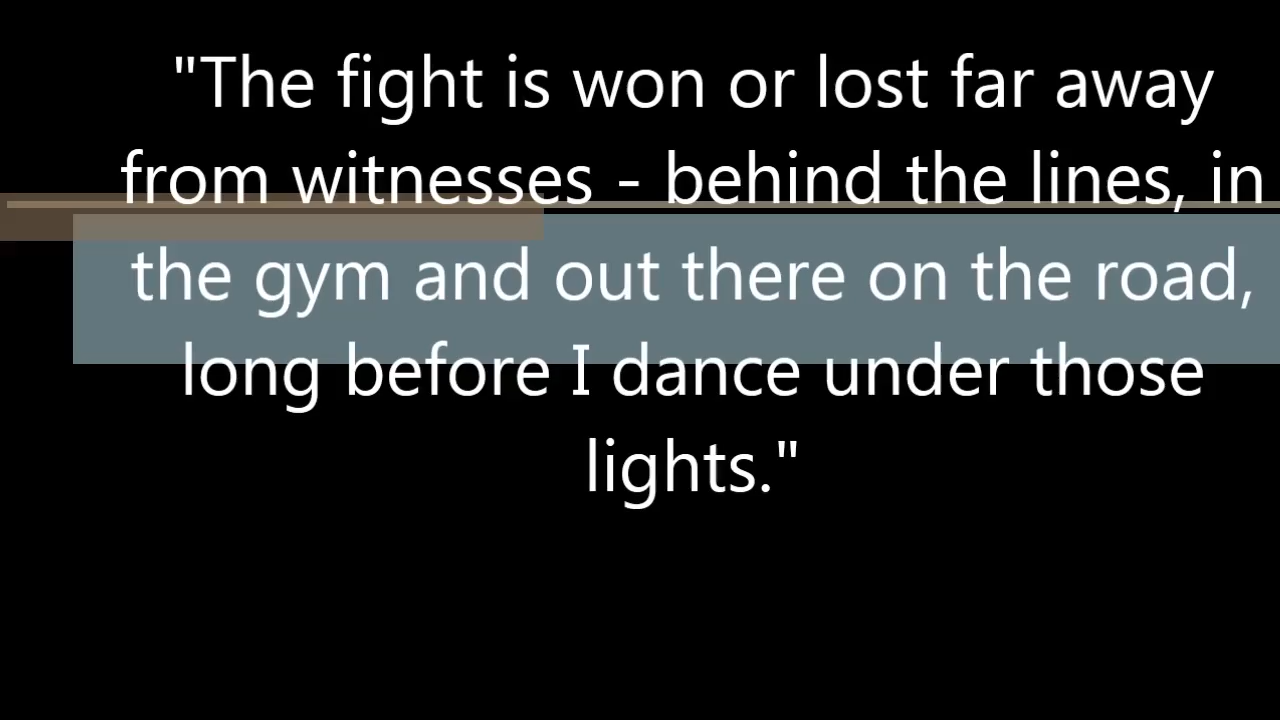 "The fight is won or lost far away
from witnesses - behind the lines, in
the gym and out there on the road,
long before I dance under those
lights."